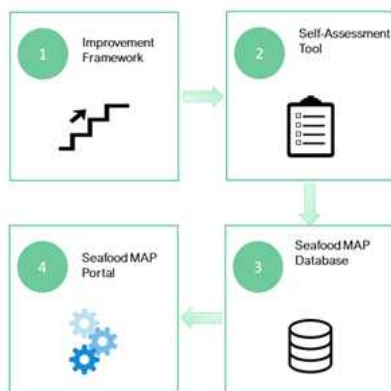 1
Improvement
Framework
2
Self-Assessment
Tool
3
Seafood MAP
Database
4
Seafood MAP
Portal